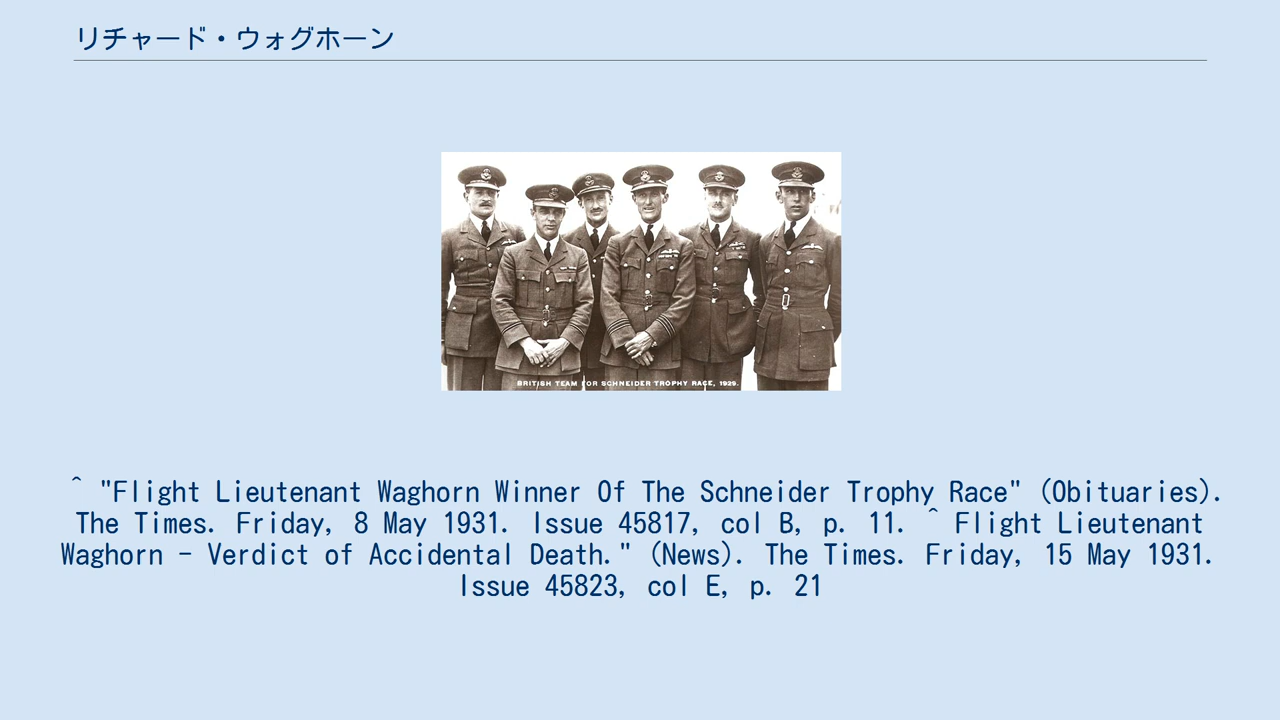 リチャード・ウォグホーン
BRITISH TEAM FOR SCHNEIDER TROPHY RACE, 1929.
^ "Flight Lieutenant Waghorn Winner Of The Schneider Trophy Race" (Obituaries).
The Times. Friday, 8 May 1931. Issue 45817, col B, p. 11. ^ Flight Lieutenant
Waghorn - Verdict of Accidental Death." (News). The Times. Friday, 15 May 1931.
Issue 45823, col E, p. 21